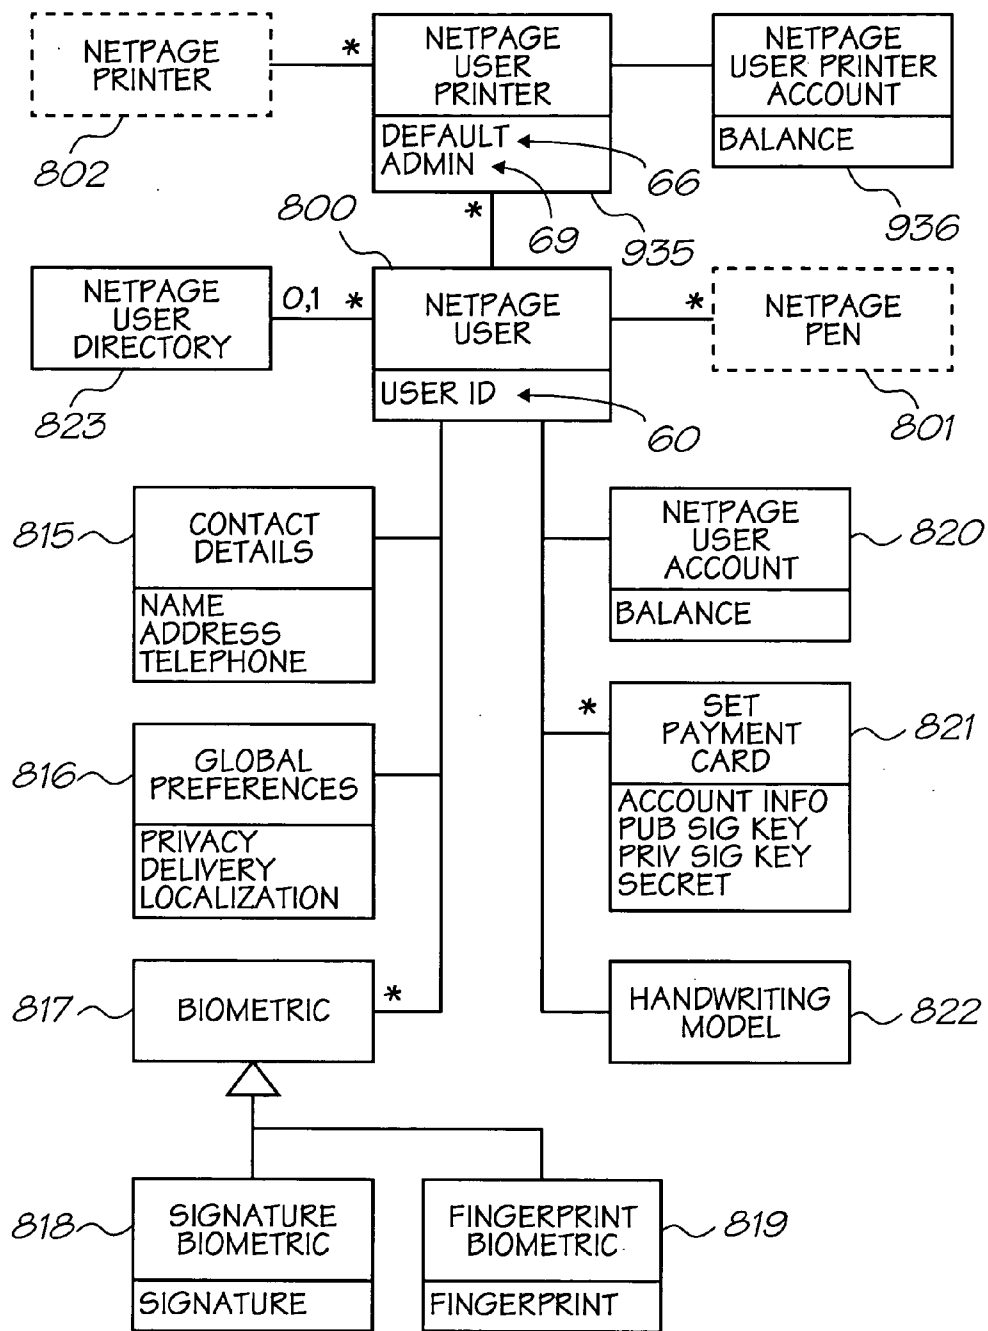 NETPAGE
PRINTER
802
*
NETPAGE
USER
PRINTER
DEFAULT
ADMIN
66
69
935
NETPAGE
USER PRINTER
ACCOUNT
BALANCE
936
*
800
NETPAGE
USER
DIRECTORY
823
0,1 *
NETPAGE
USER
USER ID
60
*
NETPAGE
PEN
801
815
CONTACT
DETAILS
NAME
ADDRESS
TELEPHONE
NETPAGE
USER
ACCOUNT
BALANCE
820
816
GLOBAL
PREFERENCES
PRIVACY
DELIVERY
LOCALIZATION
*
SET
PAYMENT
CARD
ACCOUNT INFO
PUB SIG KEY
PRIV SIG KEY
SECRET
821
817
BIOMETRIC
*
HANDWRITING
MODEL
822
818
SIGNATURE
BIOMETRIC
SIGNATURE
FINGERPRINT
BIOMETRIC
FINGERPRINT
819